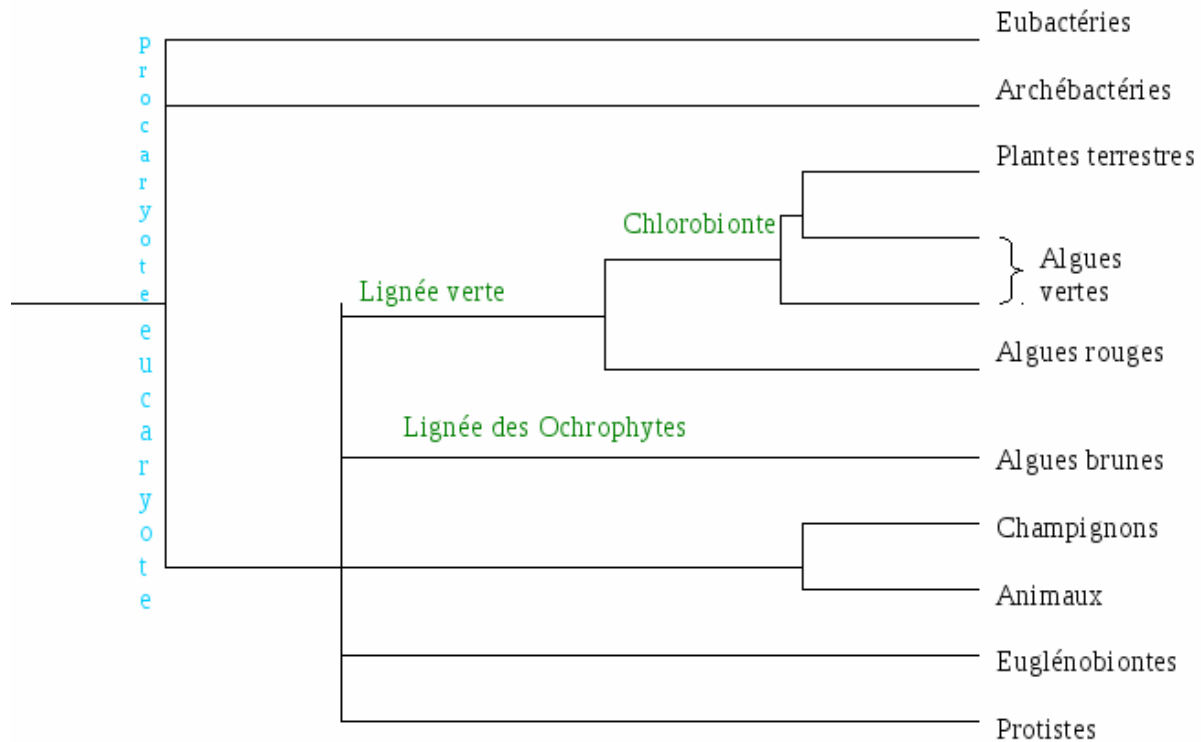 Eubactéries
procaryote
Archébactéries
Plantes terrestres
Chlorobionte
Algues
vertes
Lignée verte
eucaryote
Algues rouges
Lignée des Ochrophytes
Algues brunes
Champignons
Animaux
Euglénobiontes
Protistes